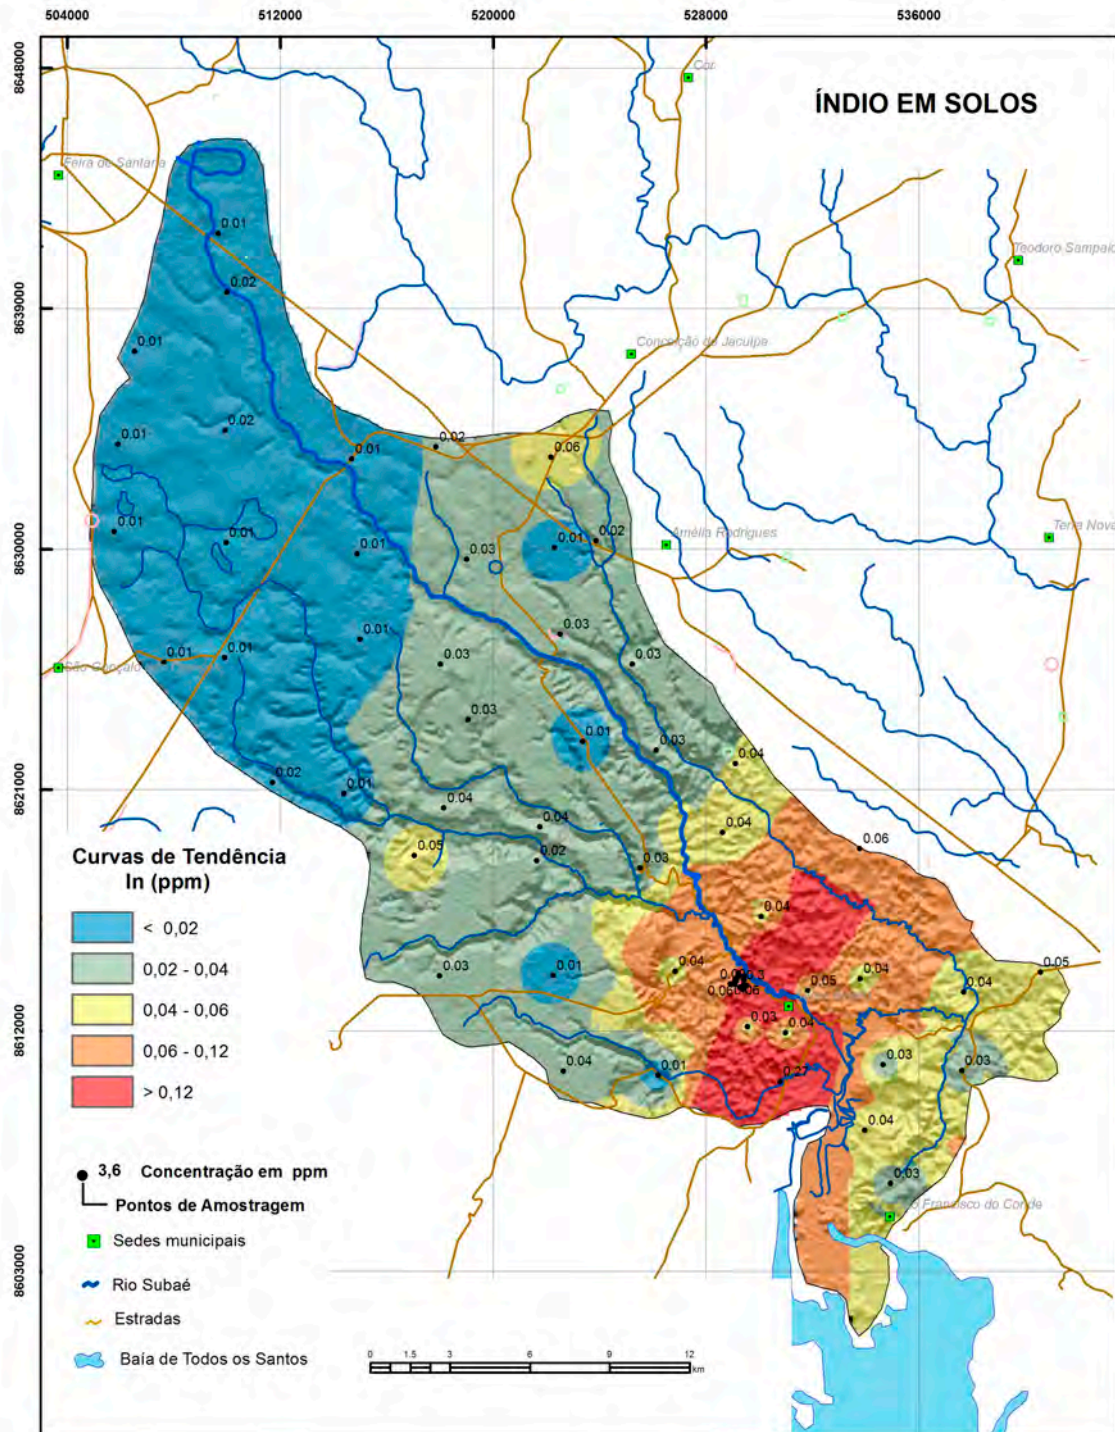 504000
512000
520000
528000
536000
8648000
8639000
8630000
8621000
8612000
8603000
ÍNDIO EM SOLOS
Cor.
Feira de Santana
Teodoro Sampaio
Conceição do Jacuípe
Amélia Rodrigues
Terra Nova
São Gonçalo
Francisco do Conde
0.01
0.02
0.01
0.02
0.01
0.01
0.02
0.06
0.01
0.01
0.01
0.03
0.01
0.02
0.01
0.03
0.01
0.01
0.03
0.03
0.03
0.01
0.03
0.04
0.02
0.01
0.04
0.04
0.04
0.05
0.02
0.03
0.06
0.04
0.03
0.01
0.04
0.05
0.04
0.04
0.05
0.03
0.04
0.04
0.01
0.27
0.03
0.03
0.04
0.03
Curvas de Tendência
In (ppm)
< 0,02
0,02 - 0,04
0,04 - 0,06
0,06 - 0,12
> 0,12
3,6 Concentração em ppm
Pontos de Amostragem
Sedes municipais
Rio Subaé
Estradas
Baía de Todos os Santos
0 1.5 3 6 9 12
km